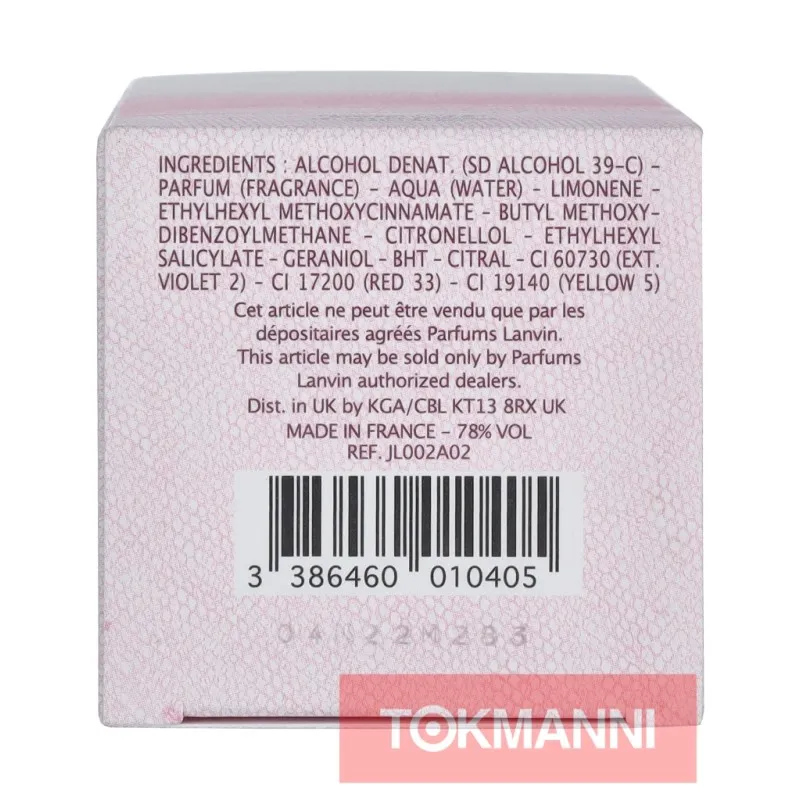 INGREDIENTS : ALCOHOL DENAT. (SD ALCOHOL 39-C) -
PARFUM (FRAGRANCE) - AQUA (WATER) - LIMONENE -
ETHYLHEXYL METHOXYCINNAMATE - BUTYL METHOXY-
DIBENZOYLMETHANE - CITRONELLOL - ETHYLHEXYL
SALICYLATE - GERANIOL - BHT - CITRAL - CI 60730 (EXT.
VIOLET 2) - CI 17200 (RED 33) - CI 19140 (YELLOW 5)
Cet article ne peut être vendu que par les
dépositaires agréés Parfums Lanvin.
This article may be sold only by Parfums
Lanvin authorized dealers.
Dist. in UK by KGA/CBL KT13 8RX UK
MADE IN FRANCE - 78% VOL
REF. JL002A02
3 386460 010405
TOKMANNI